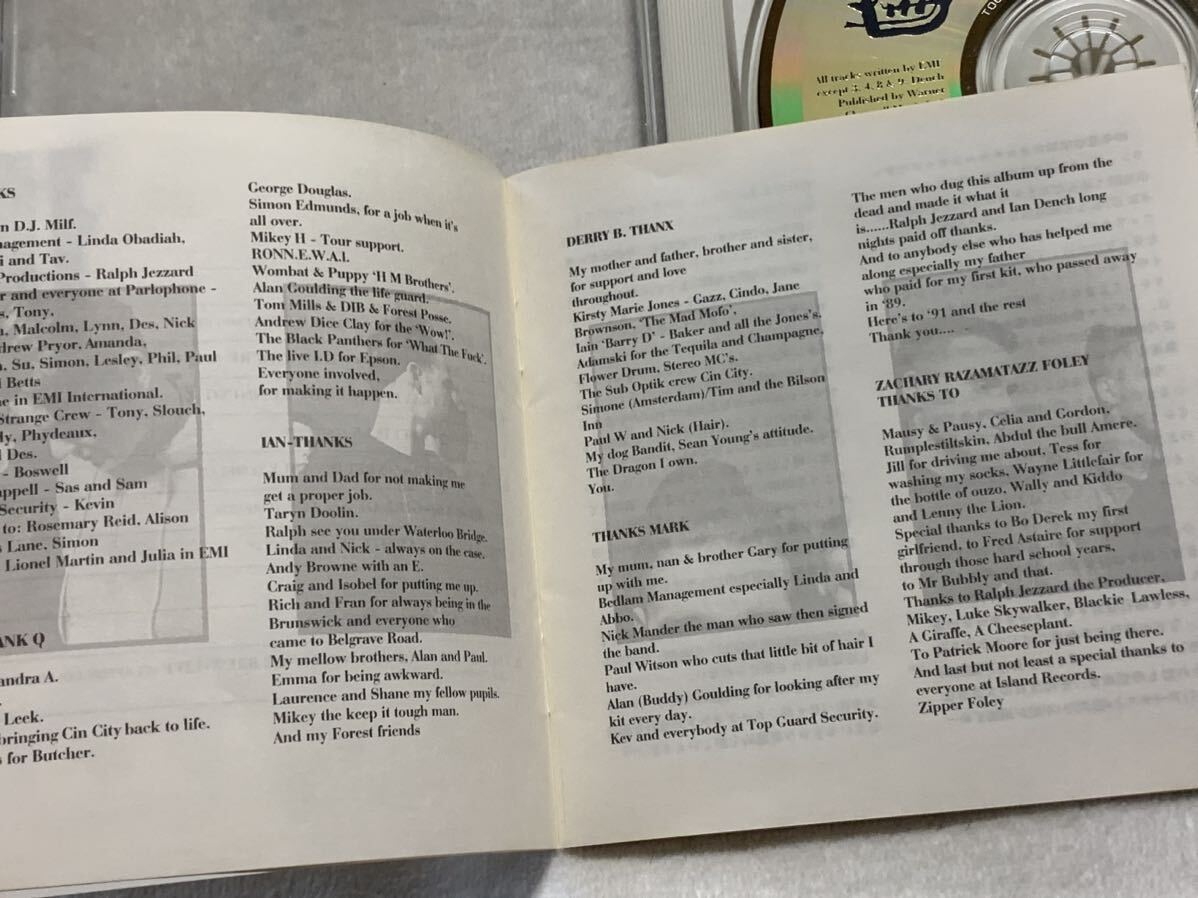 All tracks written by EMF
except 3, 4, 8 & 9. Dench
Published by Warner
KS
n D.J. Milf.
agement - Linda Obadiah,
i and Tav.
Productions - Ralph Jezzard
r and everyone at Parlophone -
s, Tony,
, Malcolm, Lynn, Des, Nick
drew Pryor, Amanda,
, Su, Simon, Lesley, Phil, Paul
l Betts
ne in EMI International.
Strange Crew - Tony, Slouch,
ly, Phydeaux,
l Des.
- Boswell
appell - Sas and Sam
Security - Kevin
to: Rosemary Reid, Alison
s Lane, Simon
Lionel Martin and Julia in EMI
ANK Q
andra A.
Leek.
bringing Cin City back to life.
s for Butcher.
George Douglas.
Simon Edmunds, for a job when it's
all over.
Mikey H - Tour support.
RONN.E.W.A.I.
Wombat & Puppy 'H M Brothers'.
Alan Goulding the life guard.
Tom Mills & DIB & Forest Posse.
Andrew Dice Clay for the 'Wow!'.
The Black Panthers for 'What The Fuck'.
The live I.D for Epson.
Everyone involved,
for making it happen.
IAN-THANKS
Mum and Dad for not making me
get a proper job.
Taryn Doolin.
Ralph see you under Waterloo Bridge.
Linda and Nick - always on the case.
Andy Browne with an E.
Craig and Isobel for putting me up.
Rich and Fran for always being in the
Brunswick and everyone who
came to Belgrave Road.
My mellow brothers, Alan and Paul.
Emma for being awkward.
Laurence and Shane my fellow pupils.
Mikey the keep it tough man.
And my Forest friends
DERRY B. THANX
My mother and father, brother and sister,
for support and love
throughout.
Kirsty Marie Jones - Gazz, Cindo, Jane
Brownson, 'The Mad Mofo',
Iain 'Barry D' - Baker and all the Jones's.
Adamski for the Tequila and Champagne,
Flower Drum, Stereo MC's.
The Sub Optik crew Cin City.
Simone (Amsterdam)/Tim and the Bilson
Inn
Paul W and Nick (Hair).
My dog Bandit, Sean Young's attitude.
The Dragon I own.
You.
THANKS MARK
My mum, nan & brother Gary for putting
up with me.
Bedlam Management especially Linda and
Abbo.
Nick Mander the man who saw then signed
the band.
Paul Witson who cuts that little bit of hair I
have.
Alan (Buddy) Goulding for looking after my
kit every day.
Kev and everybody at Top Guard Security.
The men who dug this album up from the
dead and made it what it
is......Ralph Jezzard and Ian Dench long
nights paid off thanks.
And to anybody else who has helped me
along especially my father
who paid for my first kit, who passed away
in '89.
Here's to '91 and the rest
Thank you....
ZACHARY RAZAMATAZZ FOLEY
THANKS TO
Mausy & Pausy, Celia and Gordon,
Rumplestiltskin, Abdul the bull Amere.
Jill for driving me about, Tess for
washing my socks, Wayne Littlefair for
the bottle of ouzo, Wally and Kiddo
and Lenny the Lion.
Special thanks to Bo Derek my first
girlfriend, to Fred Astaire for support
through those hard school years,
to Mr Bubbly and that.
Thanks to Ralph Jezzard the Producer,
Mikey, Luke Skywalker, Blackie Lawless,
A Giraffe, A Cheeseplant.
To Patrick Moore for just being there.
And last but not least a special thanks to
everyone at Island Records.
Zipper Foley